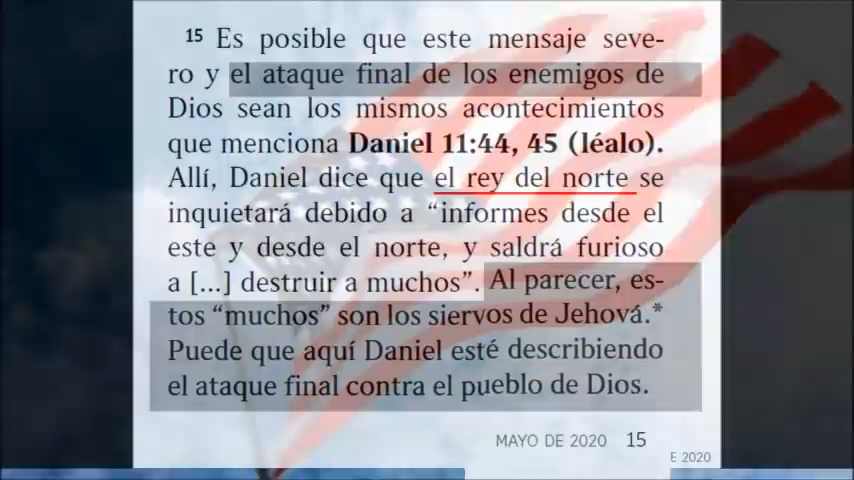 15 Es posible que este mensaje seve-
ro y el ataque final de los enemigos de
Dios sean los mismos acontecimientos
que menciona Daniel 11:44, 45 (léalo).
Allí, Daniel dice que el rey del norte se
inquietará debido a “informes desde el
este y desde el norte, y saldrá furioso
a [...] destruir a muchos”. Al parecer, es-
tos “muchos” son los siervos de Jehová.*
Puede que aquí Daniel esté describiendo
el ataque final contra el pueblo de Dios.
MAYO DE 2020 15
E 2020